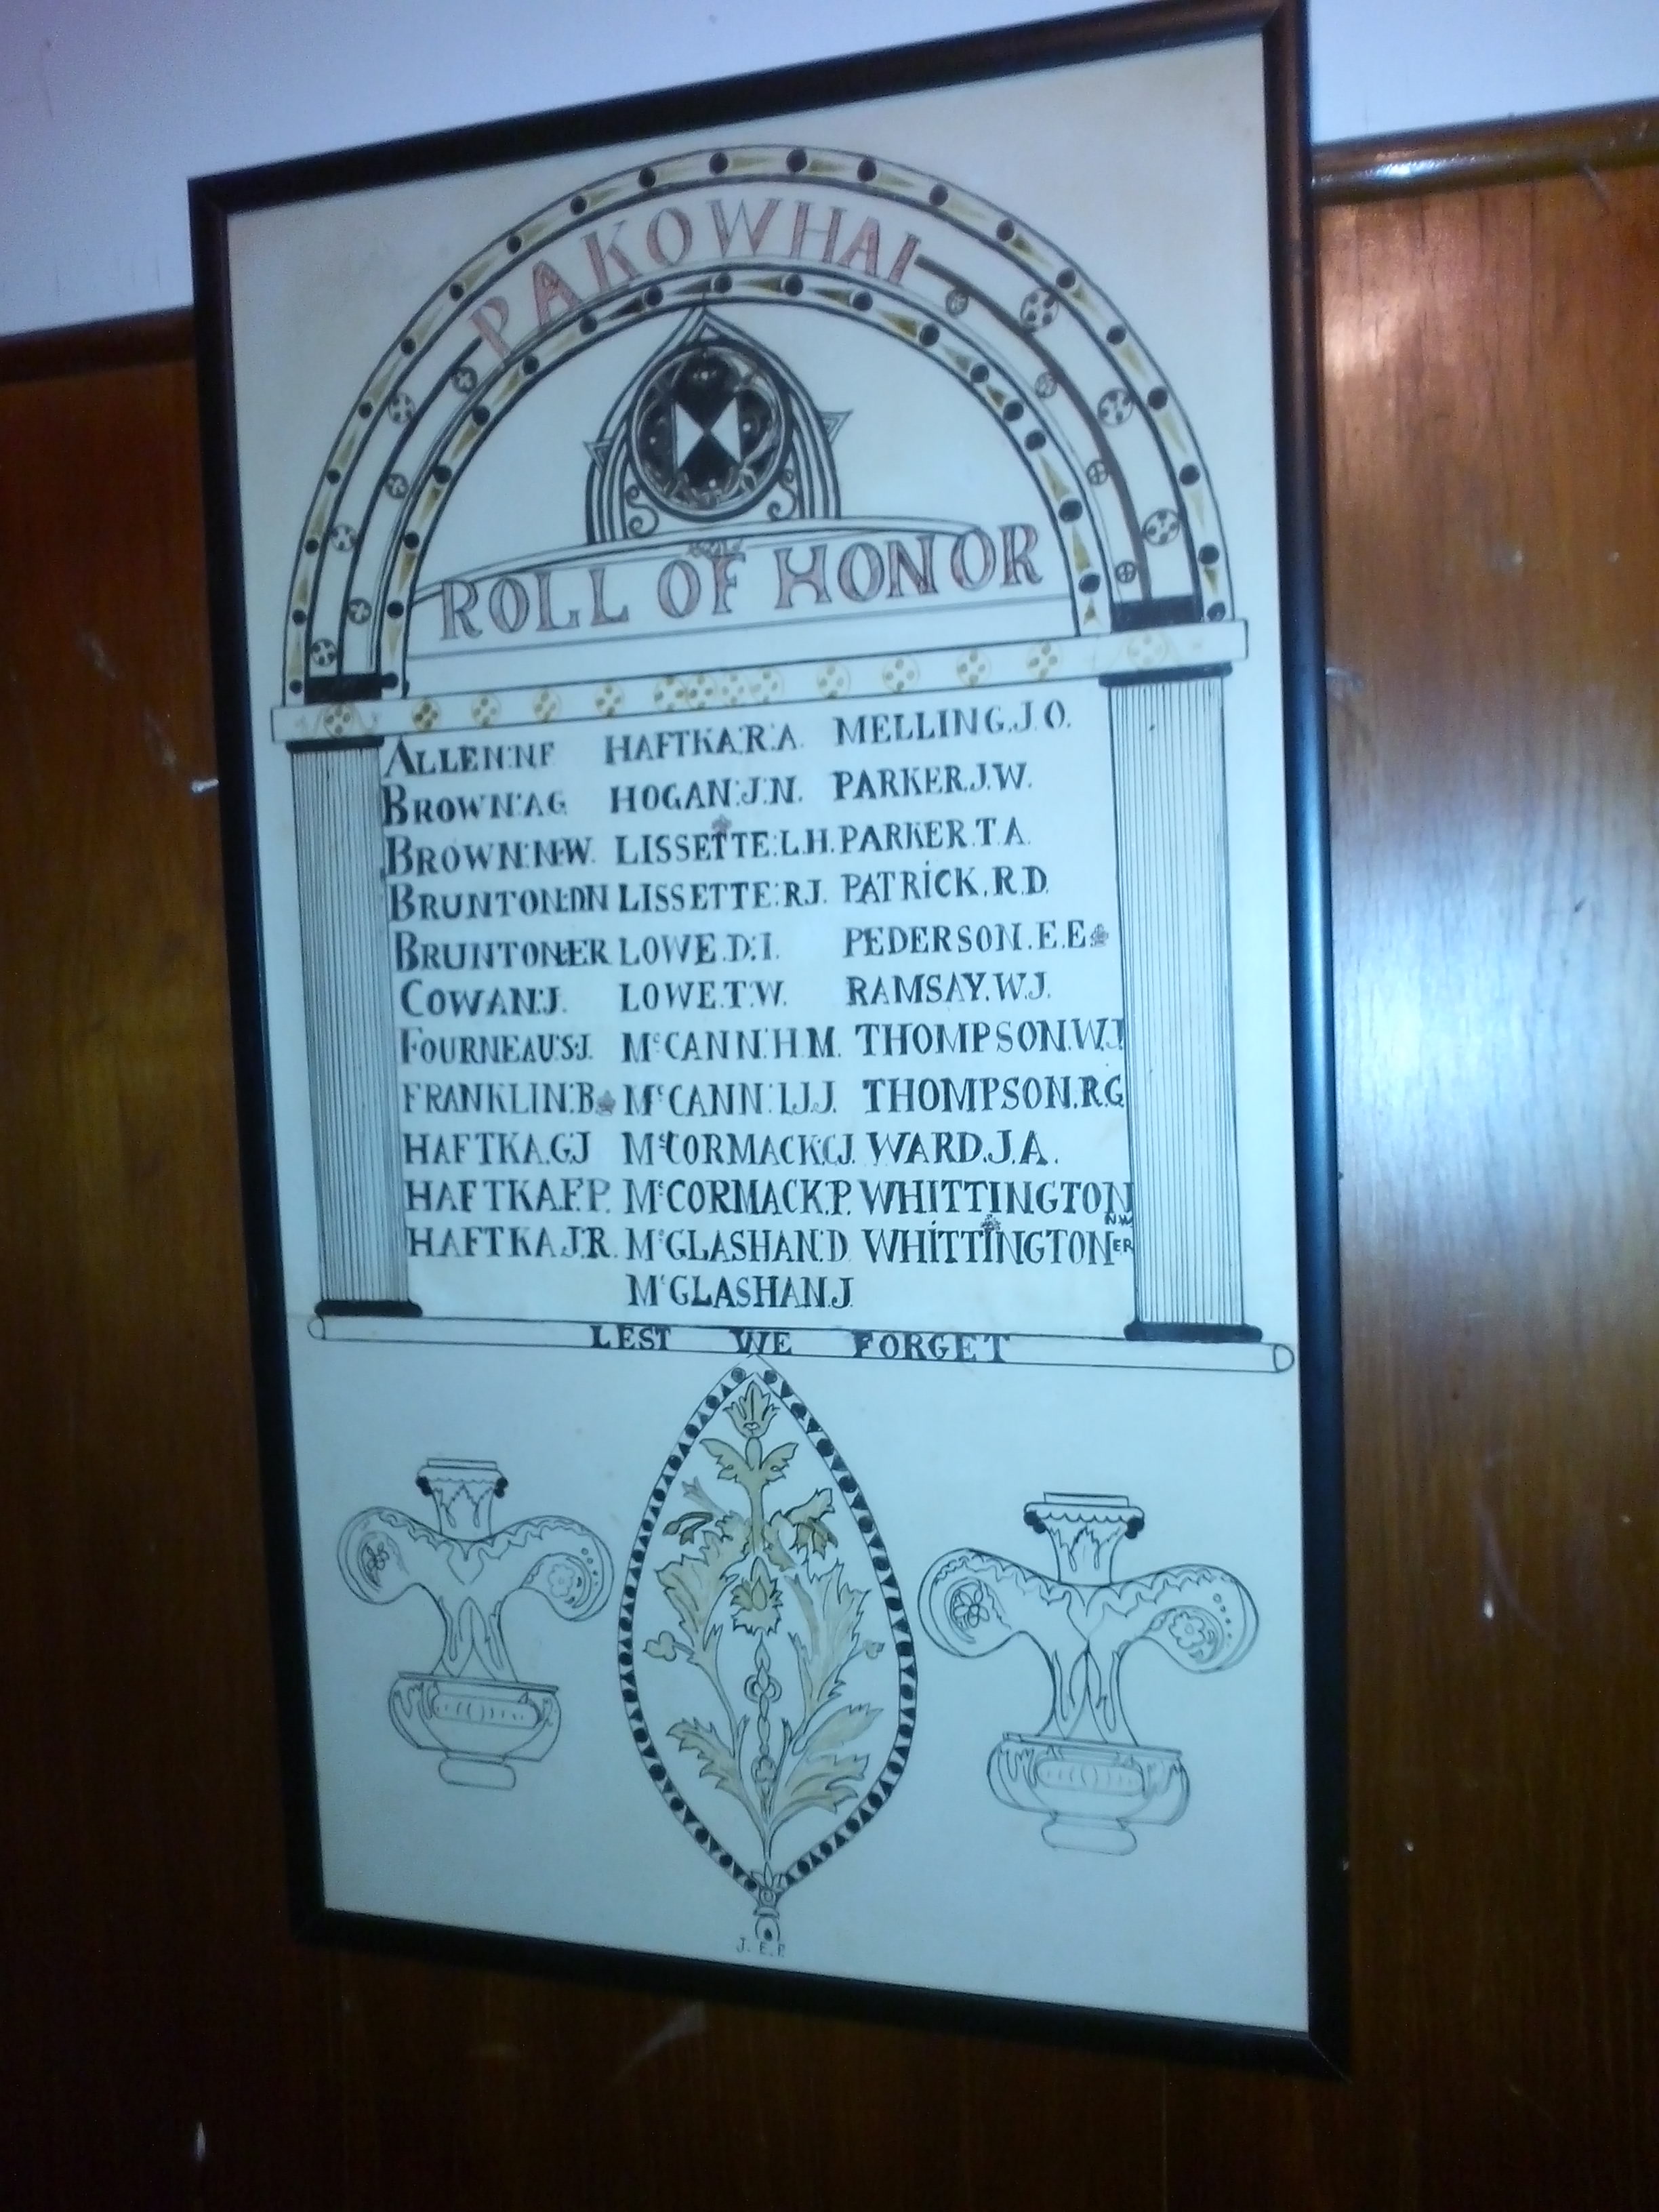 PAKOWHAI
ROLL OF HONOR
ALLEN.N.F
BROWN.A.G
BROWN.N.W.
BRUNTON.D.N
BRUNTON.E.R
COWAN.J.
FOURNEAU.S.J.
FRANKLIN.B
HAFTKA.G.J
HAFTKA.F.P.
HAFTKA.J.R.
HAFTKA.R.A.
HOGAN.J.N.
LISSETTE.L.H.
LISSETTE.R.J.
LOWE.D.I.
LOWE.T.W.
McCANN.H.M.
McCANN.I.J.J.
McCORMACK.C.J.
McCORMACK.P.
McGLASHAN.D
McGLASHAN.J.
MELLING.J.O.
PARKER.J.W.
PARKER.T.A.
PATRICK.R.D.
PEDERSON.E.E
RAMSAY.W.J.
THOMPSON.W.J
THOMPSON.R.G
WARD.J.A.
WHITTINGTON NW
WHITTINGTON ER
LEST WE FORGET